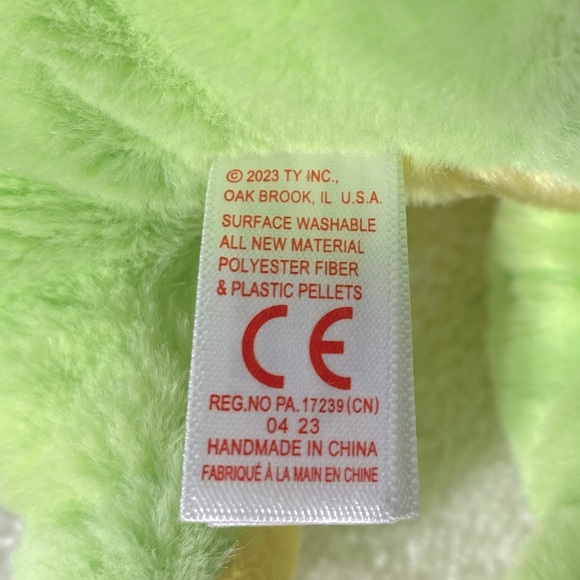 © 2023 TY INC.,
OAK BROOK, IL U.S.A.
SURFACE WASHABLE
ALL NEW MATERIAL
POLYESTER FIBER
& PLASTIC PELLETS
CE
REG.NO PA.17239(CN)
04 23
HANDMADE IN CHINA
FABRIQUÉ À LA MAIN EN CHINE